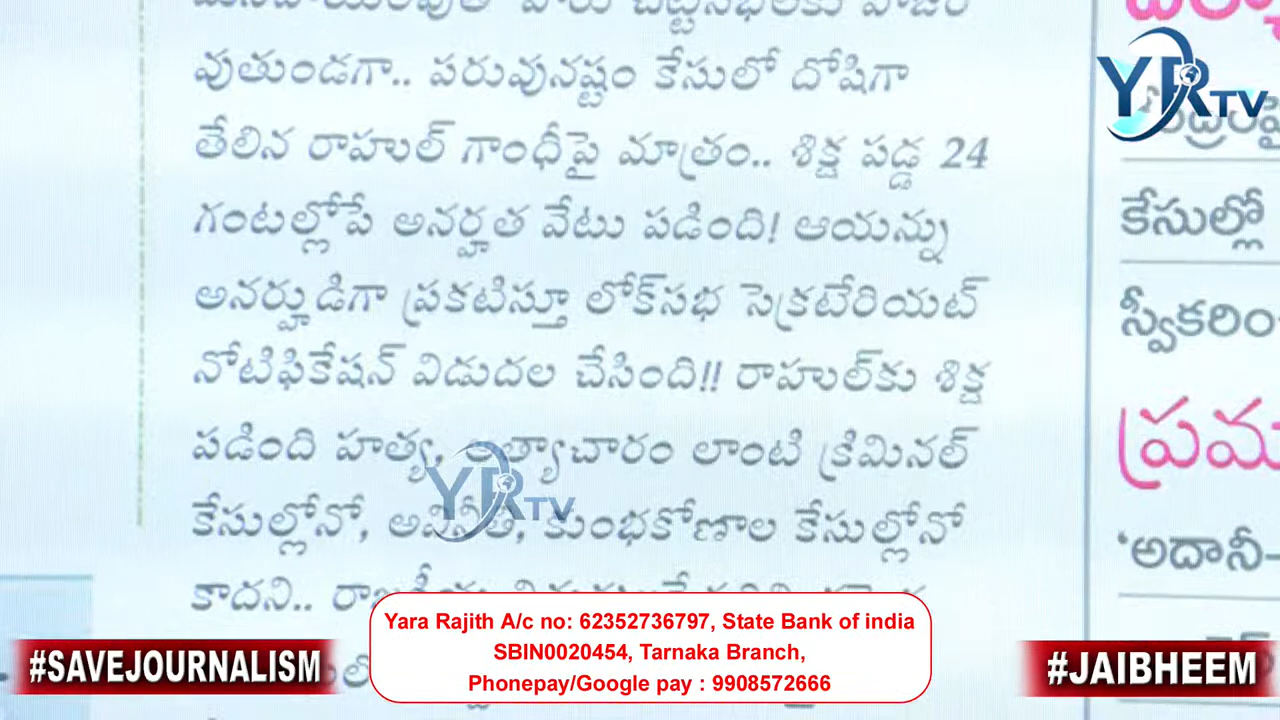 వుతుండగా.. పరువునష్టం కేసులో దోషిగా
తేలిన రాహుల్ గాంధీపై మాత్రం.. శిక్ష పడ్డ 24
గంటల్లోపే అనర్హత వేటు పడింది! ఆయన్ను
అనర్హుడిగా ప్రకటిస్తూ లోక్‌సభ సెక్రటేరియట్
నోటిఫికేషన్ విడుదల చేసింది!! రాహుల్‌కు శిక్ష
పడింది హత్య, అత్యాచారం లాంటి క్రిమినల్
కేసుల్లోనో, అవినీతి, కుంభకోణాల కేసుల్లోనో
కాదని..
YRTV
కేసుల్లో
స్వీకరిం
ప్రమ
‘అదానీ–
YRTV
#SAVEJOURNALISM
Yara Rajith A/c no: 62352736797, State Bank of india
SBIN0020454, Tarnaka Branch,
Phonepay/Google pay : 9908572666
#JAIBHEEM